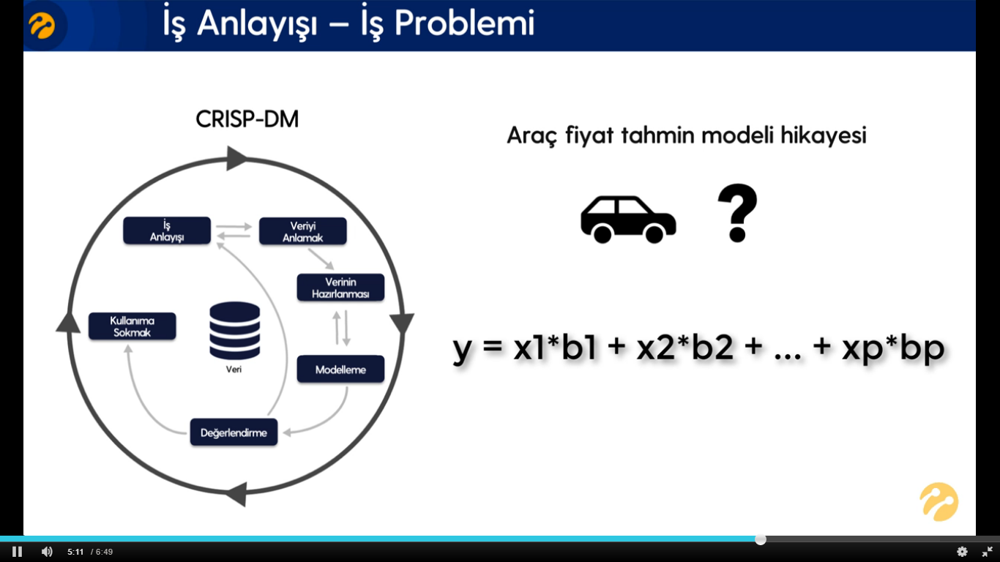 İş Anlayışı – İş Problemi
CRISP-DM
İş
Anlayışı
Veriyi
Anlamak
Verinin
Hazırlanması
Kullanıma
Sokmak
Veri
Modelleme
Değerlendirme
Araç fiyat tahmin modeli hikayesi
?
y = x1*b1 + x2*b2 + ... + xp*bp
5:11 / 6:49